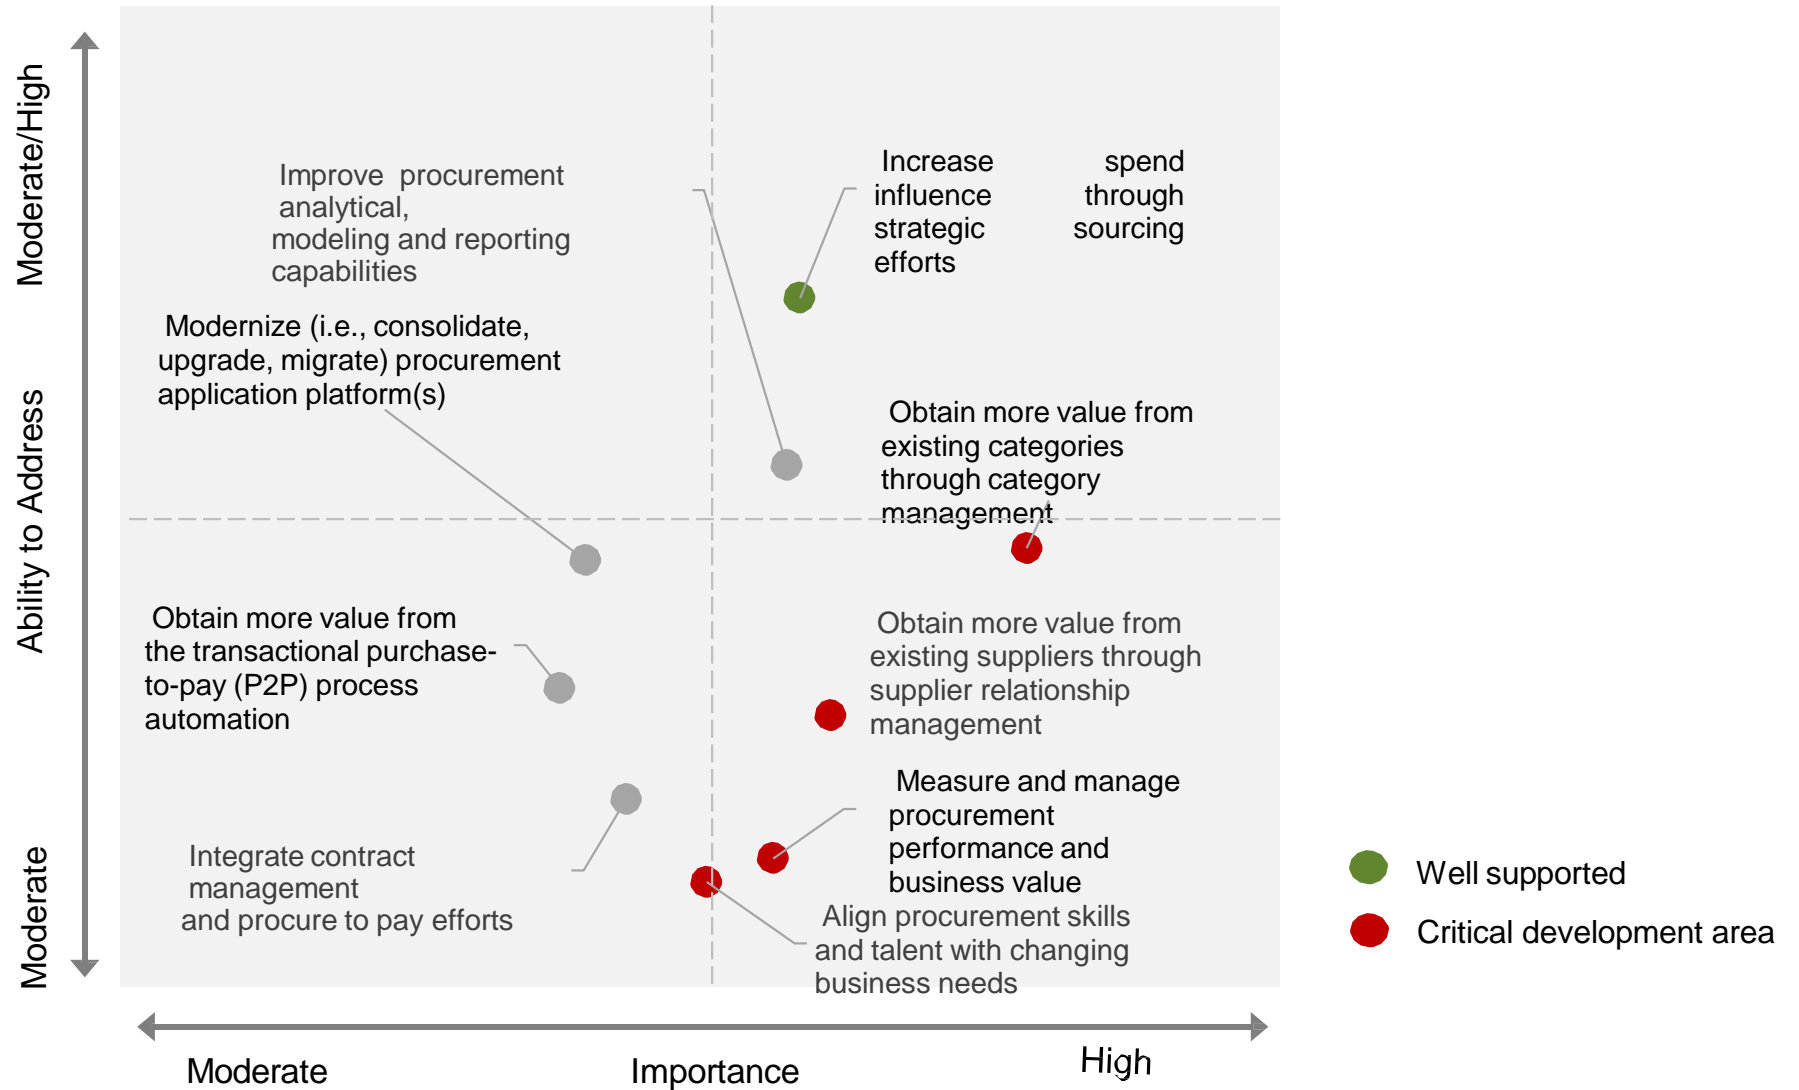 Moderate/High
Ability to Address
Moderate
Improve procurement
analytical,
modeling and reporting
capabilities
Modernize (i.e., consolidate,
upgrade, migrate) procurement
application platform(s)
Increase spend
influence through
strategic sourcing
efforts
Obtain more value from
existing categories
through category
management
Obtain more value from
the transactional purchase-
to-pay (P2P) process
automation
Obtain more value from
existing suppliers through
supplier relationship
management
Integrate contract
management
and procure to pay efforts
Measure and manage
procurement
performance and
business value
Align procurement skills
and talent with changing
business needs
Well supported
Critical development area
Moderate
Importance
High